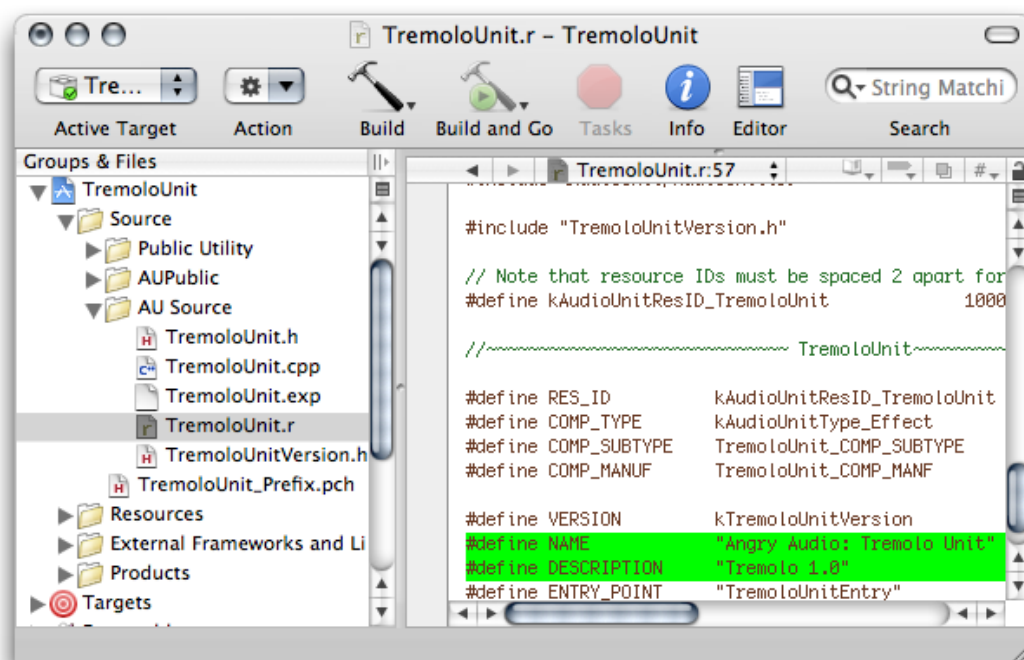 TremoloUnit.r – TremoloUnit
Tre...
String Matchi
Active Target
Action
Build
Build and Go
Tasks
Info
Editor
Search
Groups & Files
TremoloUnit
Source
Public Utility
AUPublic
AU Source
TremoloUnit.h
TremoloUnit.cpp
TremoloUnit.exp
TremoloUnit.r
TremoloUnitVersion.h
TremoloUnit_Prefix.pch
Resources
External Frameworks and Li
Products
Targets
TremoloUnit.r:57
#include "TremoloUnitVersion.h"
// Note that resource IDs must be spaced 2 apart for
#define kAudioUnitResID_TremoloUnit 1000
//~~~~~~~~~~~~~~~~~~~~~~~~~~~~~~ TremoloUnit~~~~~~~~~
#define RES_ID kAudioUnitResID_TremoloUnit
#define COMP_TYPE kAudioUnitType_Effect
#define COMP_SUBTYPE TremoloUnit_COMP_SUBTYPE
#define COMP_MANUF TremoloUnit_COMP_MANF
#define VERSION kTremoloUnitVersion
#define NAME "Angry Audio: Tremolo Unit"
#define DESCRIPTION "Tremolo 1.0"
#define ENTRY_POINT "TremoloUnitEntry"